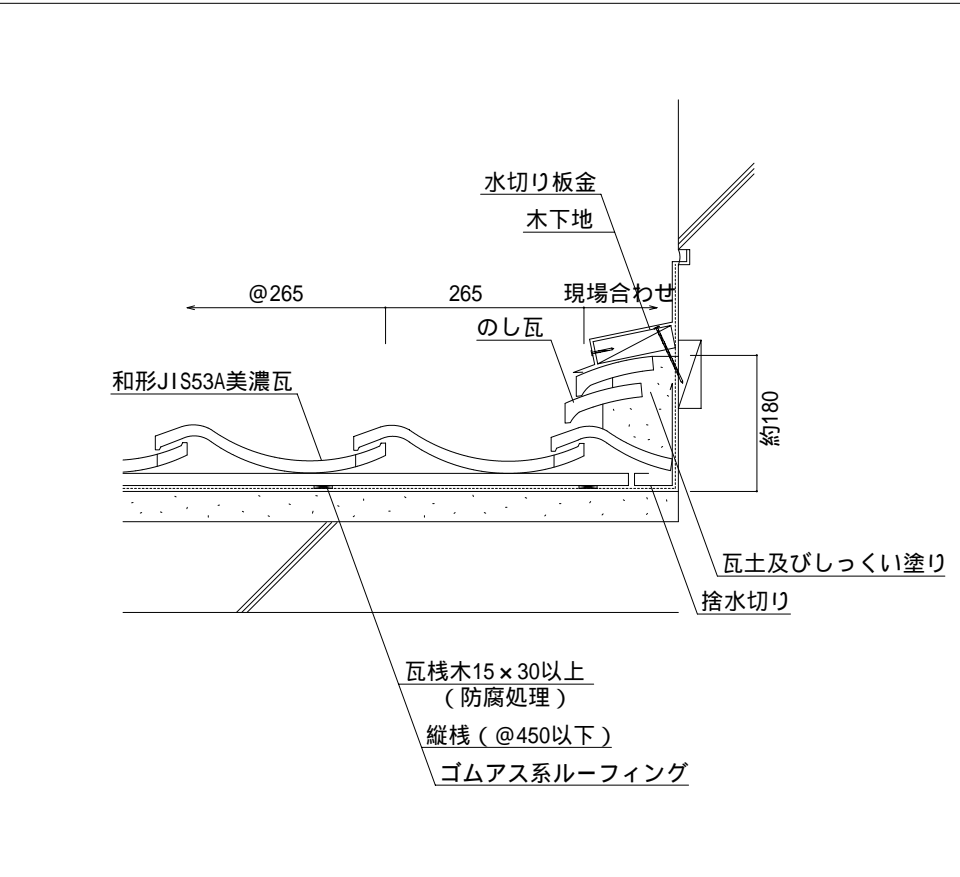 水切り板金
木下地
@265
265
現場合わせ
のし瓦
和形JIS53A美濃瓦
約180
瓦土及びしっくい塗り
捨水切り
瓦桟木15×30以上
(防腐処理)
縦桟(@450以下)
ゴムアス系ルーフィング